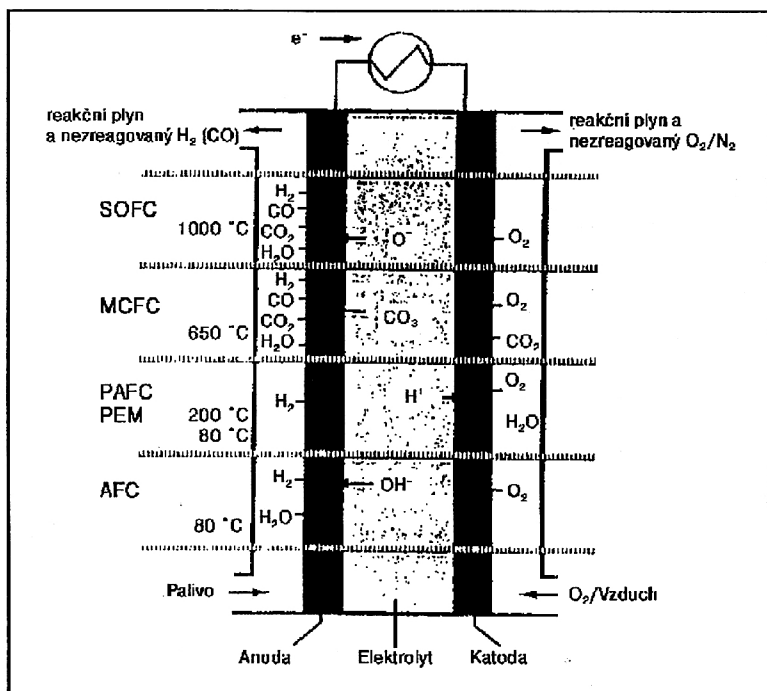 e⁻
reakční plyn
a nezreagovaný H₂ (CO)
reakční plyn a
nezreagovaný O₂/N₂
SOFC
1000 °C
H₂
CO
CO₂
H₂O
O⁻
O₂
MCFC
650 °C
H₂
CO
CO₂
H₂O
CO₃
O₂
CO₂
PAFC
PEM
200 °C
80 °C
H₂
O₂
H₂O
AFC
80 °C
H₂
H₂O
OH⁻
O₂
Palivo
O₂/Vzduch
Anoda
Elektrolyt
Katoda